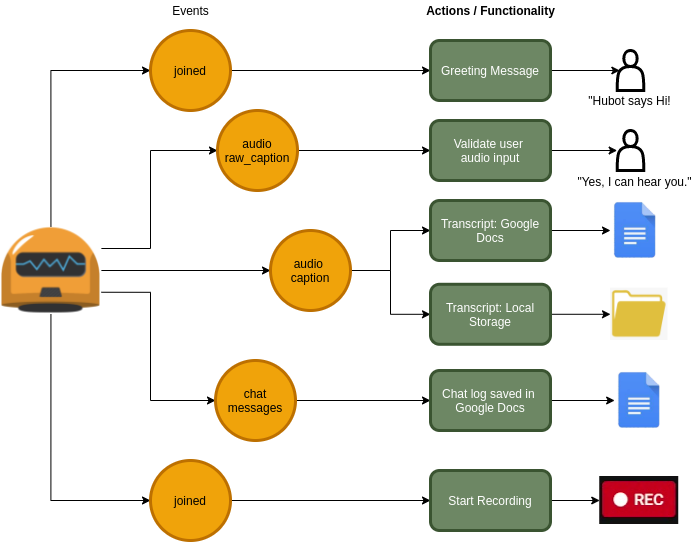 Events
Actions / Functionality
joined
Greeting Message
"Hubot says Hi!
audio
raw_caption
Validate user
audio input
"Yes, I can hear you."
audio
caption
Transcript: Google
Docs
Transcript: Local
Storage
chat
messages
Chat log saved in
Google Docs
joined
Start Recording
REC